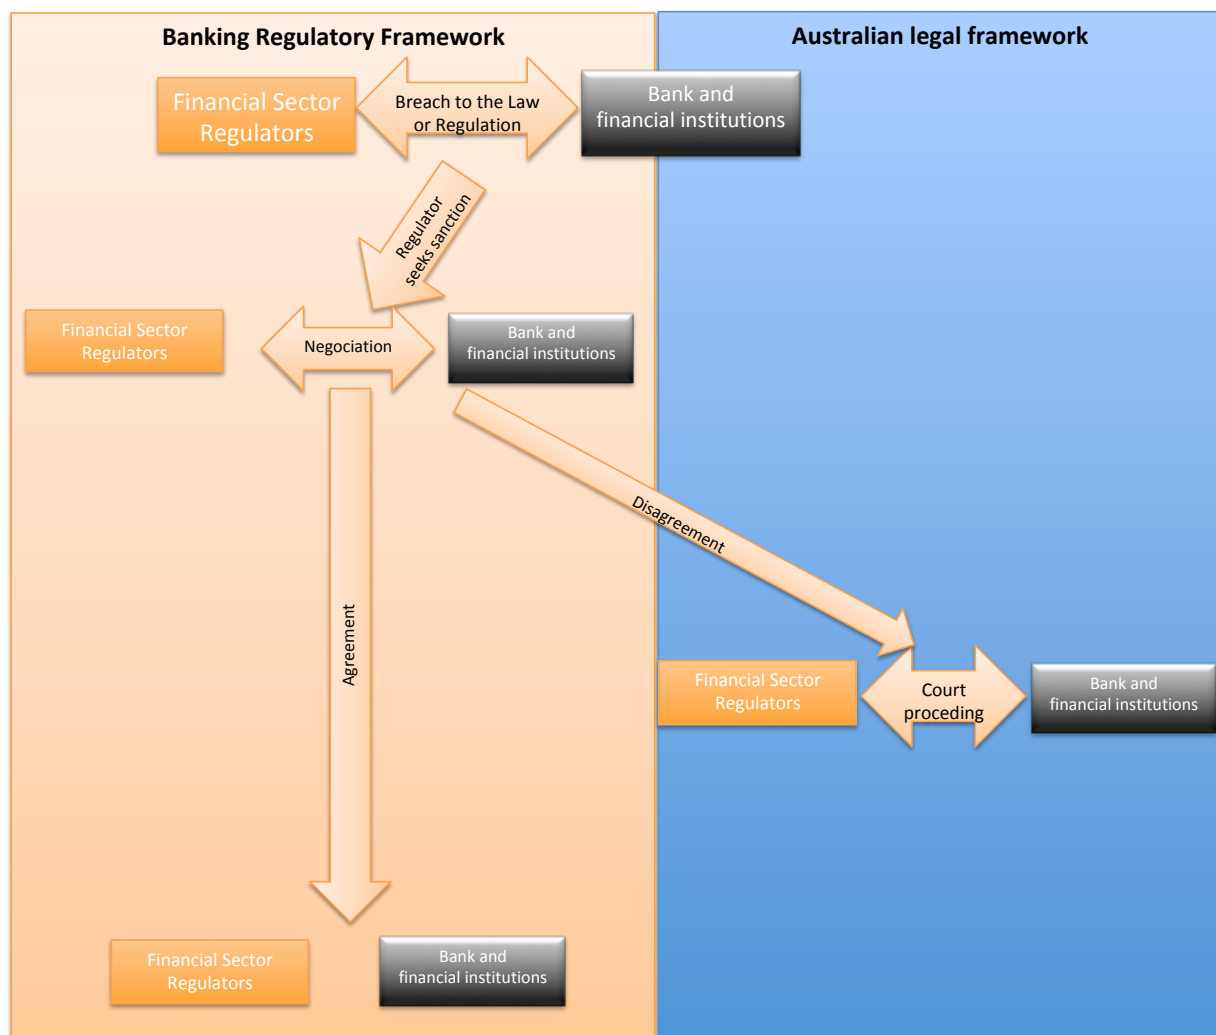 Banking Regulatory Framework
Australian legal framework
Financial Sector
Regulators
Breach to the Law
or Regulation
Bank and
financial institutions
Regulator
seeks sanction
Financial Sector
Regulators
Negociation
Bank and
financial institutions
Disagreement
Agreement
Financial Sector
Regulators
Court
proceding
Bank and
financial institutions
Financial Sector
Regulators
Bank and
financial institutions